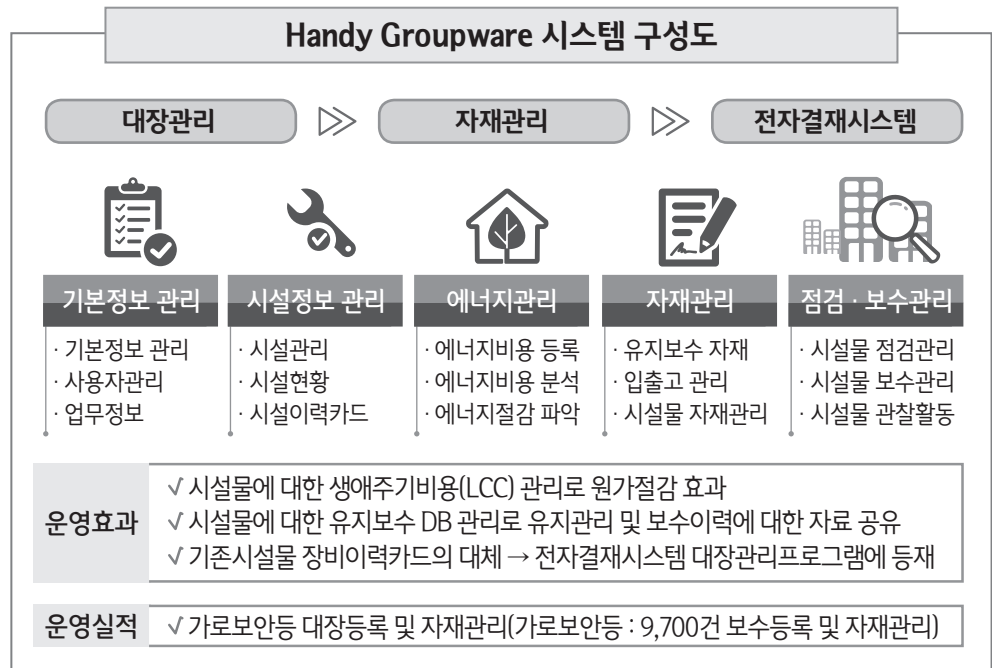 Handy Groupware 시스템 구성도
대장관리
자재관리
전자결재시스템
기본정보 관리
· 기본정보 관리
· 사용자관리
· 업무정보
시설정보 관리
· 시설관리
· 시설현황
· 시설이력카드
에너지관리
· 에너지비용 등록
· 에너지비용 분석
· 에너지절감 파악
자재관리
· 유지보수 자재
· 입출고 관리
· 시설물 자재관리
점검 · 보수관리
· 시설물 점검관리
· 시설물 보수관리
· 시설물 관찰활동
운영효과
√ 시설물에 대한 생애주기비용(LCC) 관리로 원가절감 효과
√ 시설물에 대한 유지보수 DB 관리로 유지관리 및 보수이력에 대한 자료 공유
√ 기존시설물 장비이력카드의 대체 → 전자결재시스템 대장관리프로그램에 등재
운영실적
√ 가로보안등 대장등록 및 자재관리(가로보안등 : 9,700건 보수등록 및 자재관리)